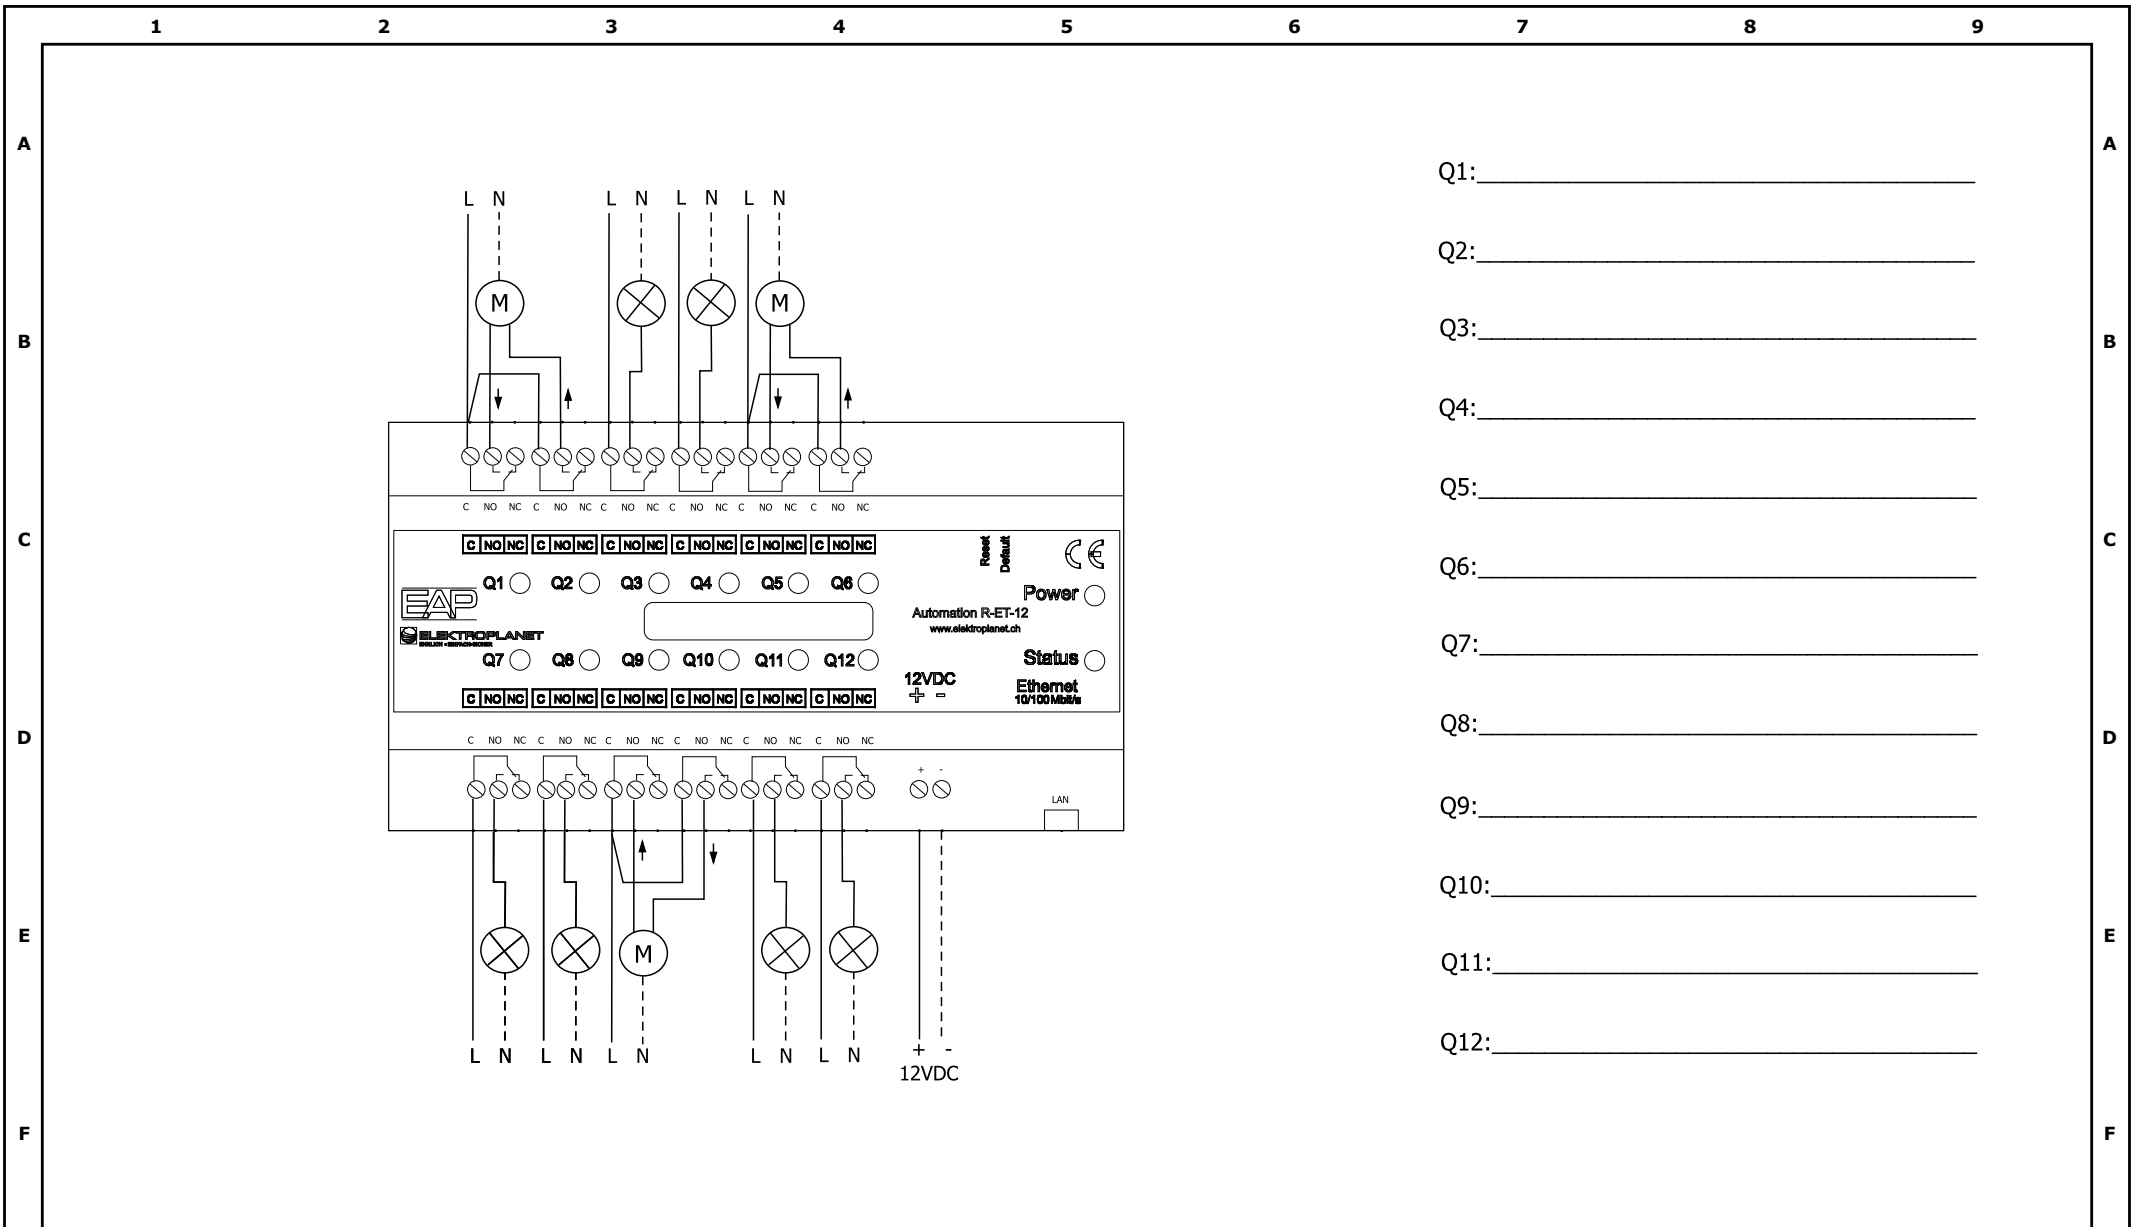 1 2 3 4 5 6 7 8 9
A A
L N L N L N L N
M M
B B
C NO NC C NO NC C NO NC C NO NC C NO NC C NO NC
C C
C NO NC C NO NC C NO NC C NO NC C NO NC C NO NC
Reset
Default
CE
Q1 Q2 Q3 Q4 Q5 Q6
Power
EAP
Automation R-ET-12
www.elektroplanet.ch
ELEKTROPLANET
EHRLICH - EINFACH-SICHER
Q7 Q8 Q9 Q10 Q11 Q12
Status
12VDC
+ -
Ethernet
10/100 Mbit/s
C NO NC C NO NC C NO NC C NO NC C NO NC C NO NC
D D
C NO NC C NO NC C NO NC C NO NC C NO NC C NO NC
+ -
LAN
E E
M
L N L N L N L N L N + -
12VDC
F F
Q1:
Q2:
Q3:
Q4:
Q5:
Q6:
Q7:
Q8:
Q9:
Q10:
Q11:
Q12: